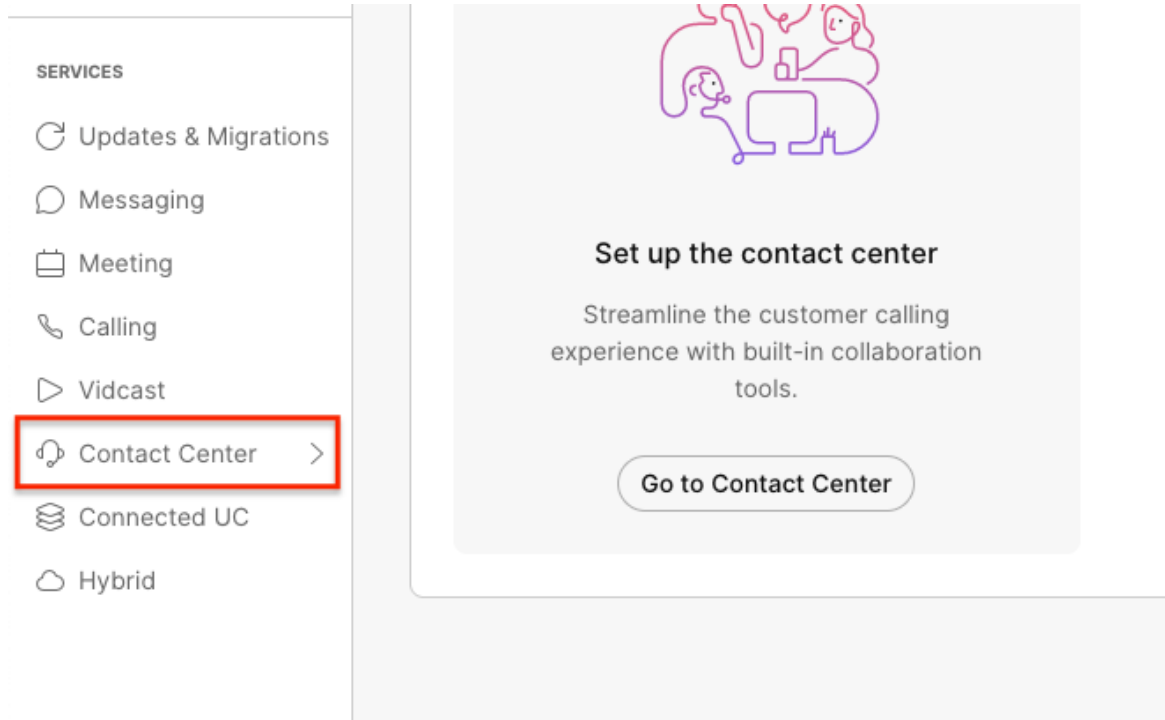 SERVICES
Updates & Migrations
Messaging
Meeting
Calling
Vidcast
Contact Center
Connected UC
Hybrid
Set up the contact center
Streamline the customer calling
experience with built-in collaboration
tools.
Go to Contact Center